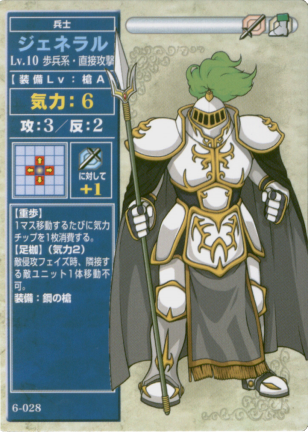 兵士
ジェネラル
Lv.10 歩兵系・直接攻撃
【装備Lv:槍A】
気力:6
攻:3/反:2
に対して
+1
【重歩】
1マス移動するたびに気力
チップを1枚消費する。
【足枷】〈気力2〉
敵侵攻フェイズ時、隣接す
る敵ユニット1体移動不
可。
装備:鋼の槍
6-028